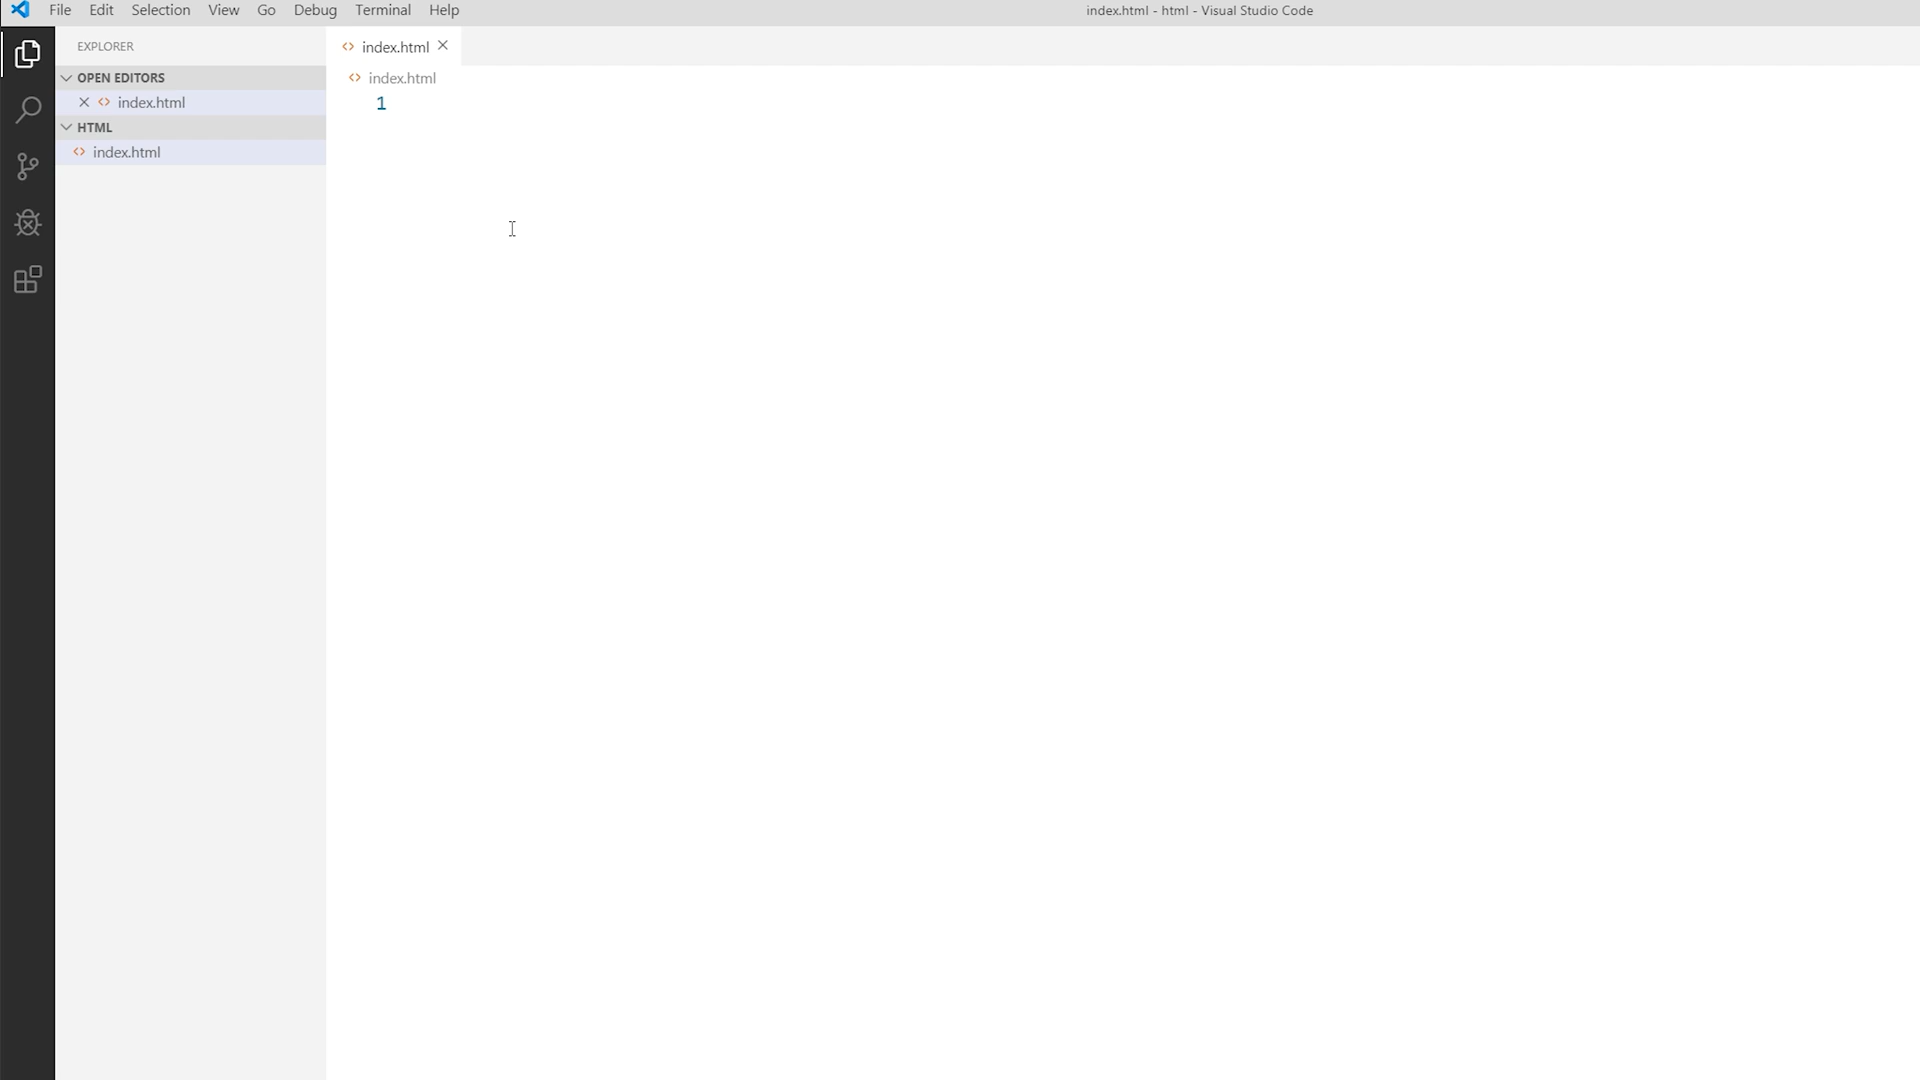 File Edit Selection View Go Debug Terminal Help
index.html - html - Visual Studio Code
EXPLORER
OPEN EDITORS
index.html
HTML
index.html
index.html
index.html
1